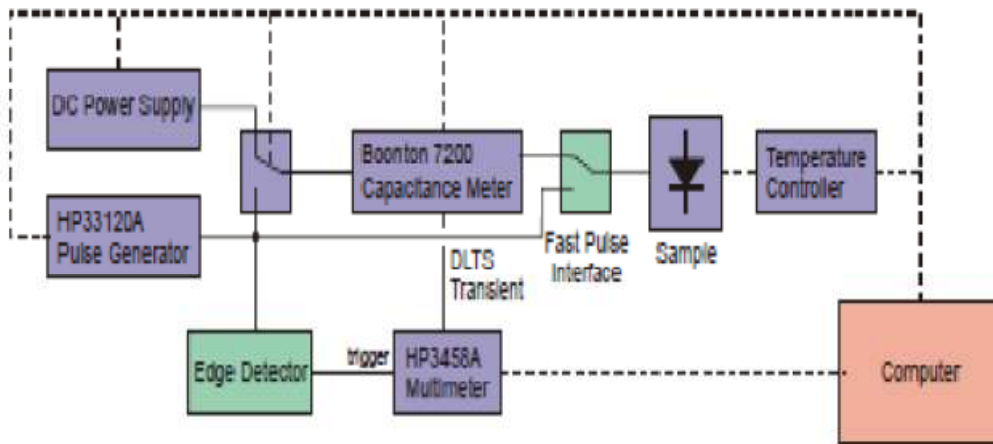 DC Power Supply
Boonton 7200
Capacitance Meter
Temperature
Controller
HP33120A
Pulse Generator
Fast Pulse
Interface
Sample
DLTS
Transient
Edge Detector
trigger
HP3458A
Multimeter
Computer